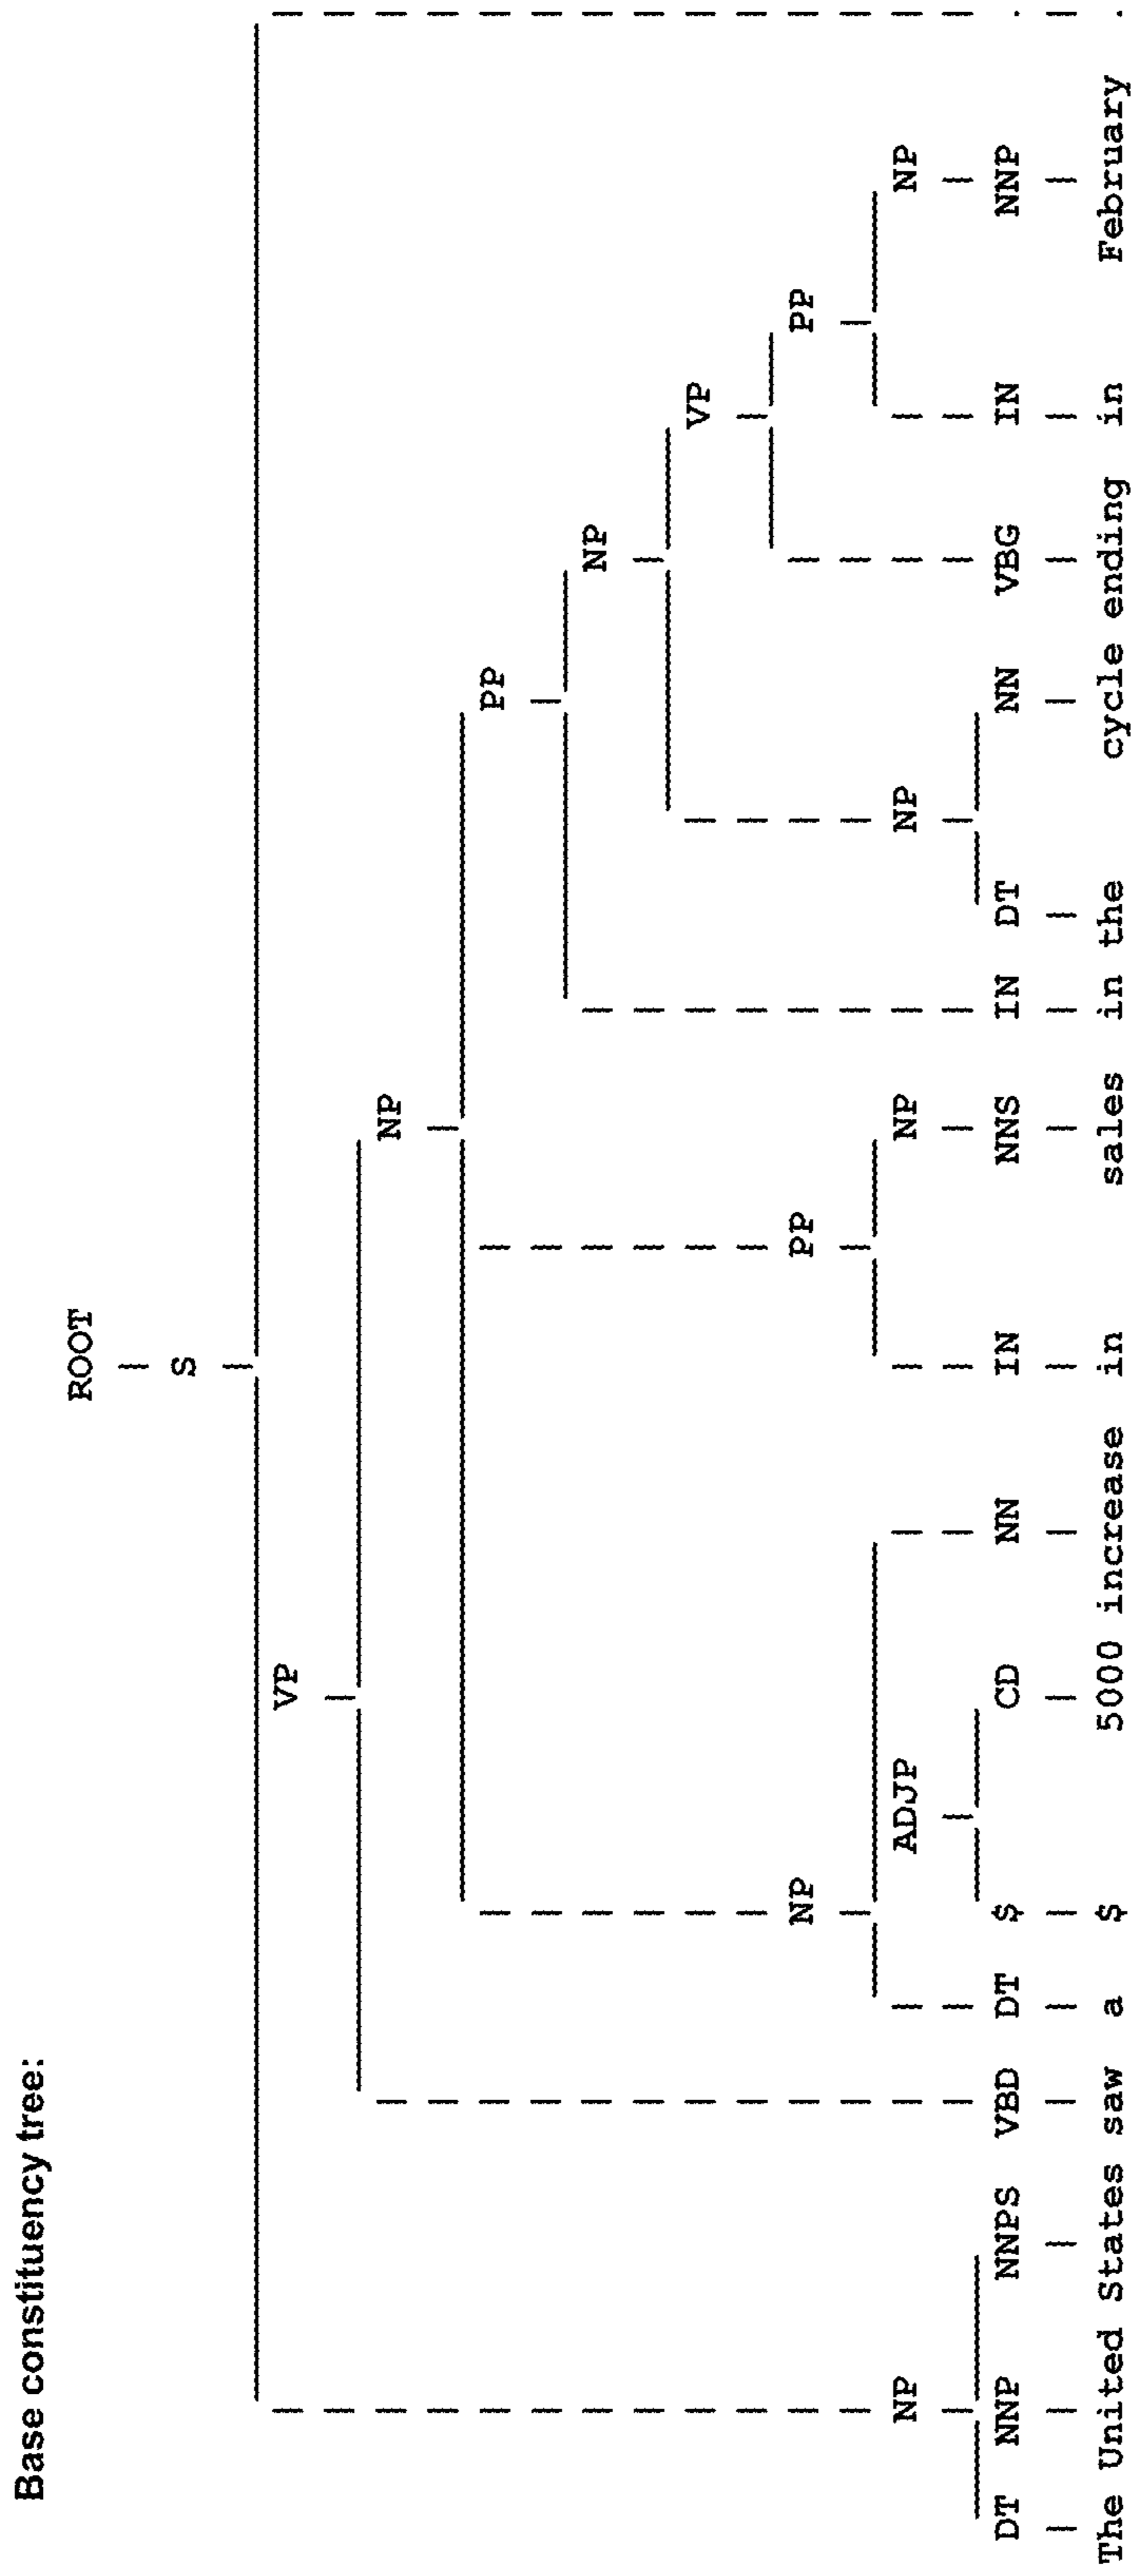 Base constituency tree:
ROOT
S
VP
NP
PP
NP
VP
NP PP PP
NP ADJP NP NP NP
DT NNP NNPS VBD DT $ CD NN IN NNS IN DT NN VBG IN NNP .
The United States saw a $ 5000 increase in sales in the cycle ending in February .